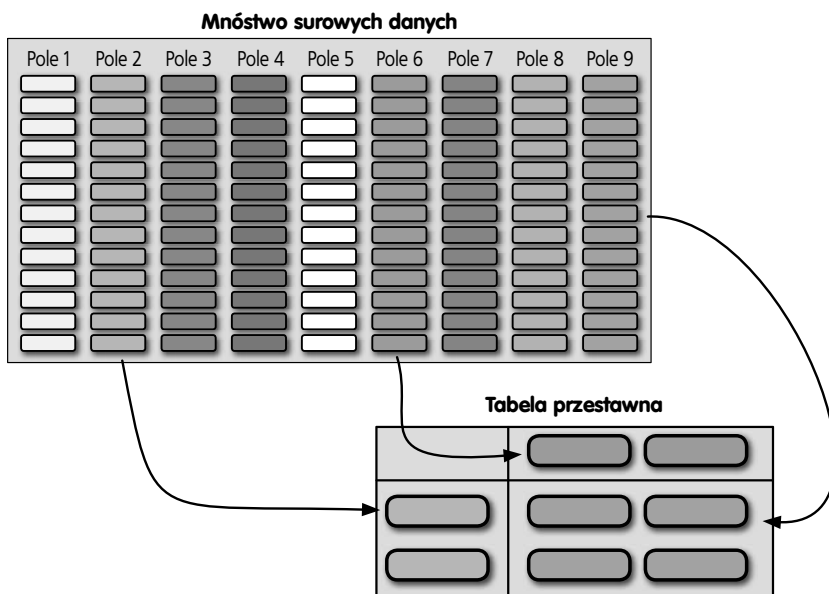 Mnóstwo surowych danych
Pole 1 Pole 2 Pole 3 Pole 4 Pole 5 Pole 6 Pole 7 Pole 8 Pole 9
Tabela przestawna